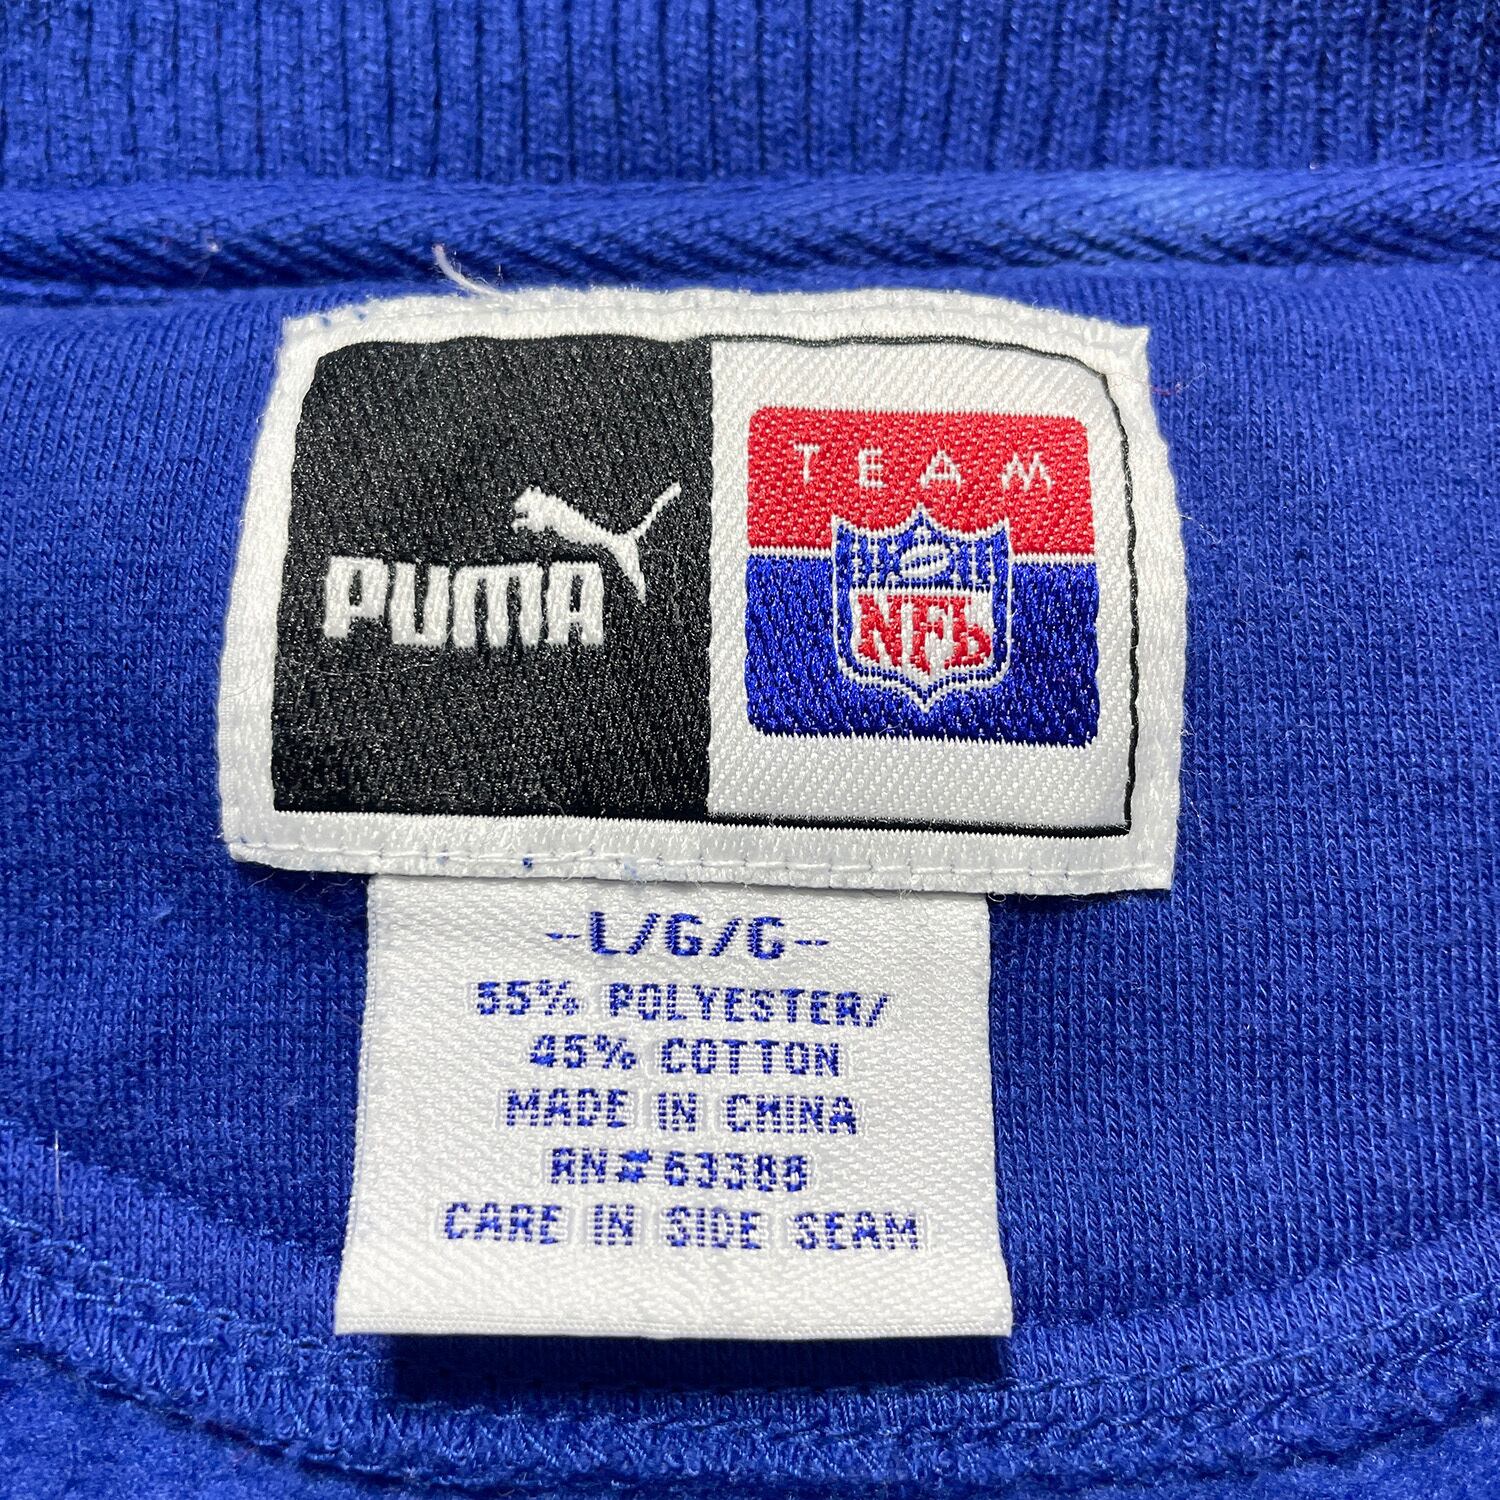 PUMA
TEAM
NFL
-L/G/G-
55% POLYESTER/
45% COTTON
MADE IN CHINA
RN#63388
CARE IN SIDE SEAM